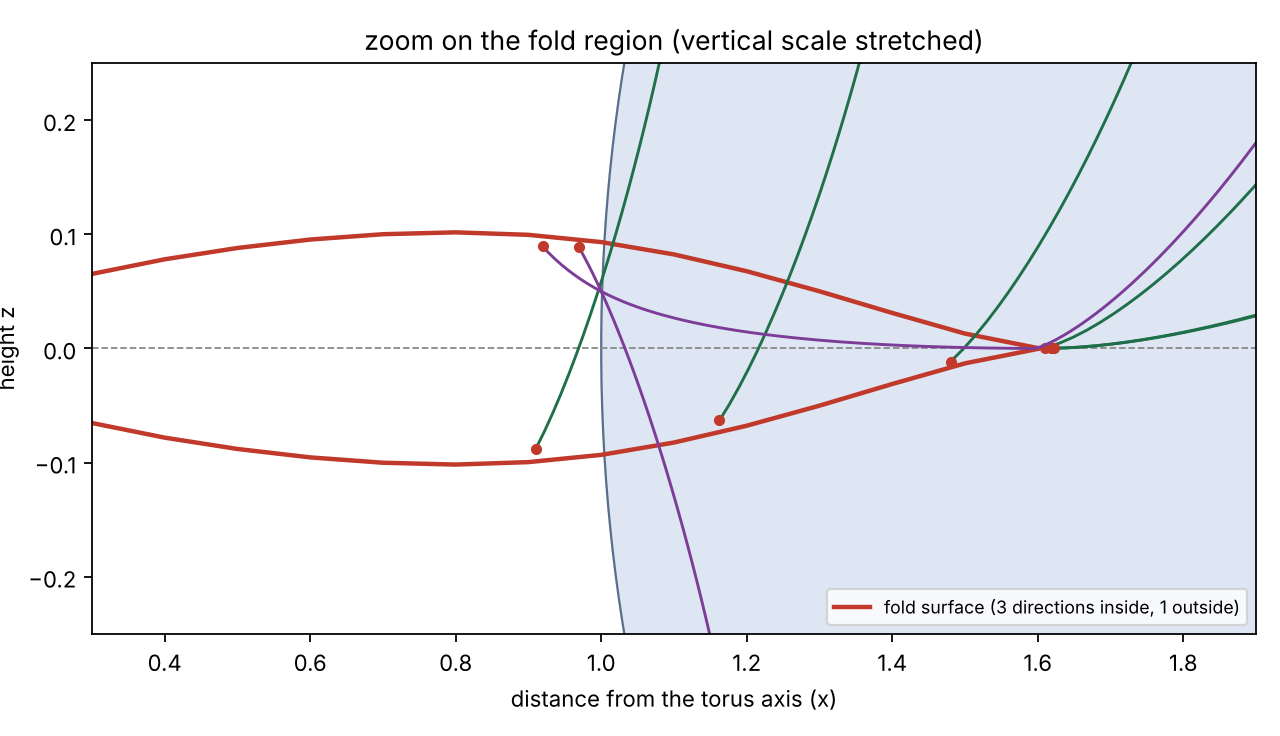 zoom on the fold region (vertical scale stretched)
height z
0.2
0.1
0.0
−0.1
−0.2
fold surface (3 directions inside, 1 outside)
0.4 0.6 0.8 1.0 1.2 1.4 1.6 1.8
distance from the torus axis (x)